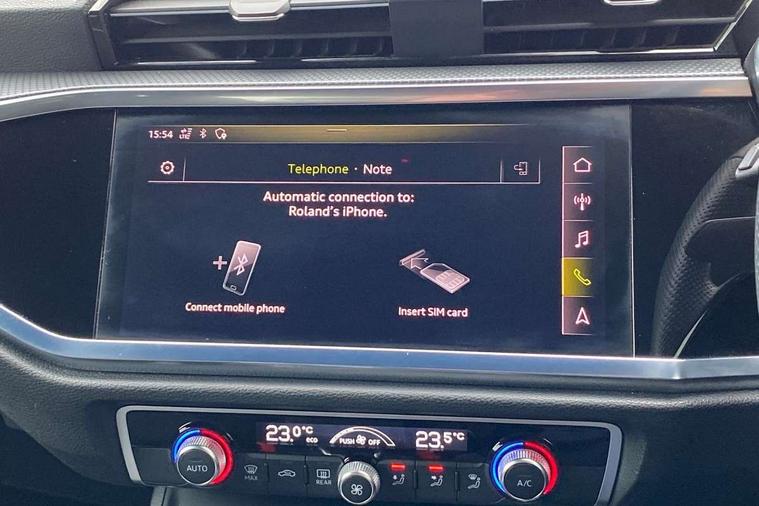 15:54 LTE
Telephone · Note
Automatic connection to:
Roland's iPhone.
Connect mobile phone
Insert SIM card
23.0°C eco
PUSH OFF
23.5°C
AUTO
MAX
REAR
A/C